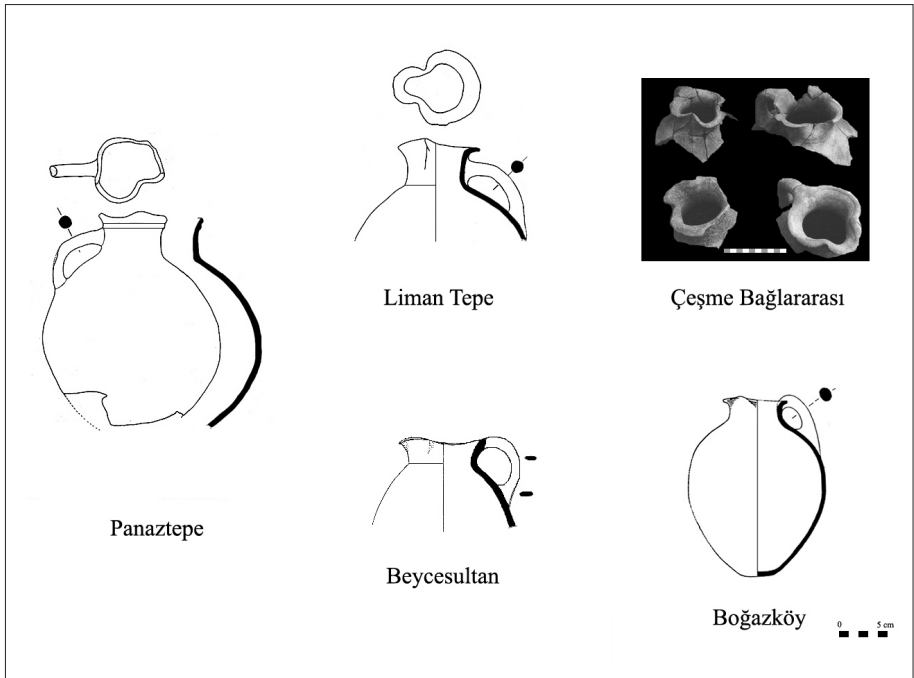 Liman Tepe
Çeşme Bağlararası
Panaztepe
Beycesultan
Boğazköy
0 5 cm